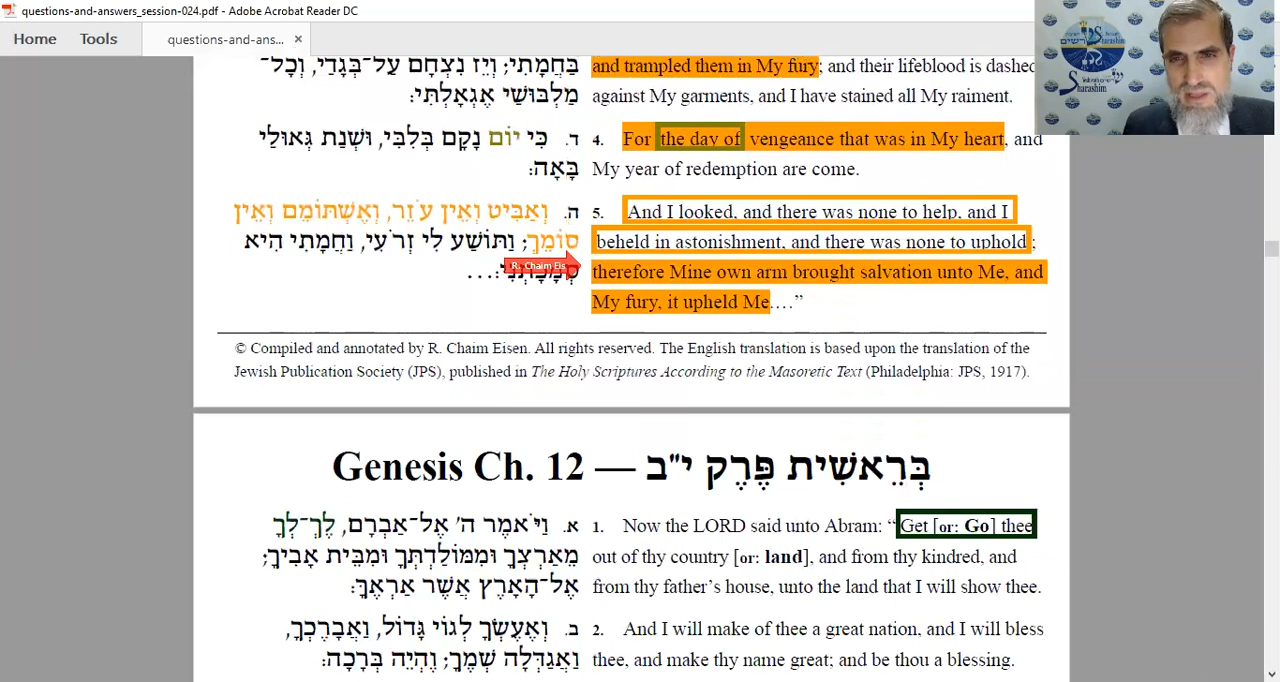 questions-and-answers_session-024.pdf - Adobe Acrobat Reader DC
Home Tools questions-and-ans... ×
בַּחֲמָתִי; וְיֵז נִצְחָם עַל־בְּגָדַי, וְכָל־
מַלְבּוּשַׁי אֶגְאָלְתִּי:
and trampled them in My fury; and their lifeblood is dashed
against My garments, and I have stained all My raiment.
ד. כִּי יוֹם נָקָם בְּלִבִּי, וּשְׁנַת גְּאוּלַי
בָּאָה:
4. For the day of vengeance that was in My heart, and
My year of redemption are come.
ה. וְאַבִּיט וְאֵין עֹזֵר, וְאֶשְׁתּוֹמֵם וְאֵין
סוֹמֵךְ; וַתּוֹשַׁע לִי זְרֹעִי, וַחֲמָתִי הִיא
סְמָכָתְנִי:...
R. Chaim Eis
5. And I looked, and there was none to help, and I
beheld in astonishment, and there was none to uphold;
therefore Mine own arm brought salvation unto Me, and
My fury, it upheld Me....”
© Compiled and annotated by R. Chaim Eisen. All rights reserved. The English translation is based upon the translation of the
Jewish Publication Society (JPS), published in The Holy Scriptures According to the Masoretic Text (Philadelphia: JPS, 1917).
Genesis Ch. 12 — בְּרֵאשִׁית פֶּרֶק י"ב
א. וַיֹּאמֶר ה' אֶל־אַבְרָם, לֶךְ־לְךָ
מֵאַרְצְךָ וּמִמּוֹלַדְתְּךָ וּמִבֵּית אָבִיךָ;
אֶל־הָאָרֶץ אֲשֶׁר אַרְאֶךָּ:
1. Now the LORD said unto Abram: “Get [or: Go] thee
out of thy country [or: land], and from thy kindred, and
from thy father’s house, unto the land that I will show thee.
ב. וְאֶעֶשְׂךָ לְגוֹי גָּדוֹל, וַאֲבָרֶכְךָ,
וַאֲגַדְּלָה שְׁמֶךָ; וֶהְיֵה בְּרָכָה:
2. And I will make of thee a great nation, and I will bless
thee, and make thy name great; and be thou a blessing.
Sharashim